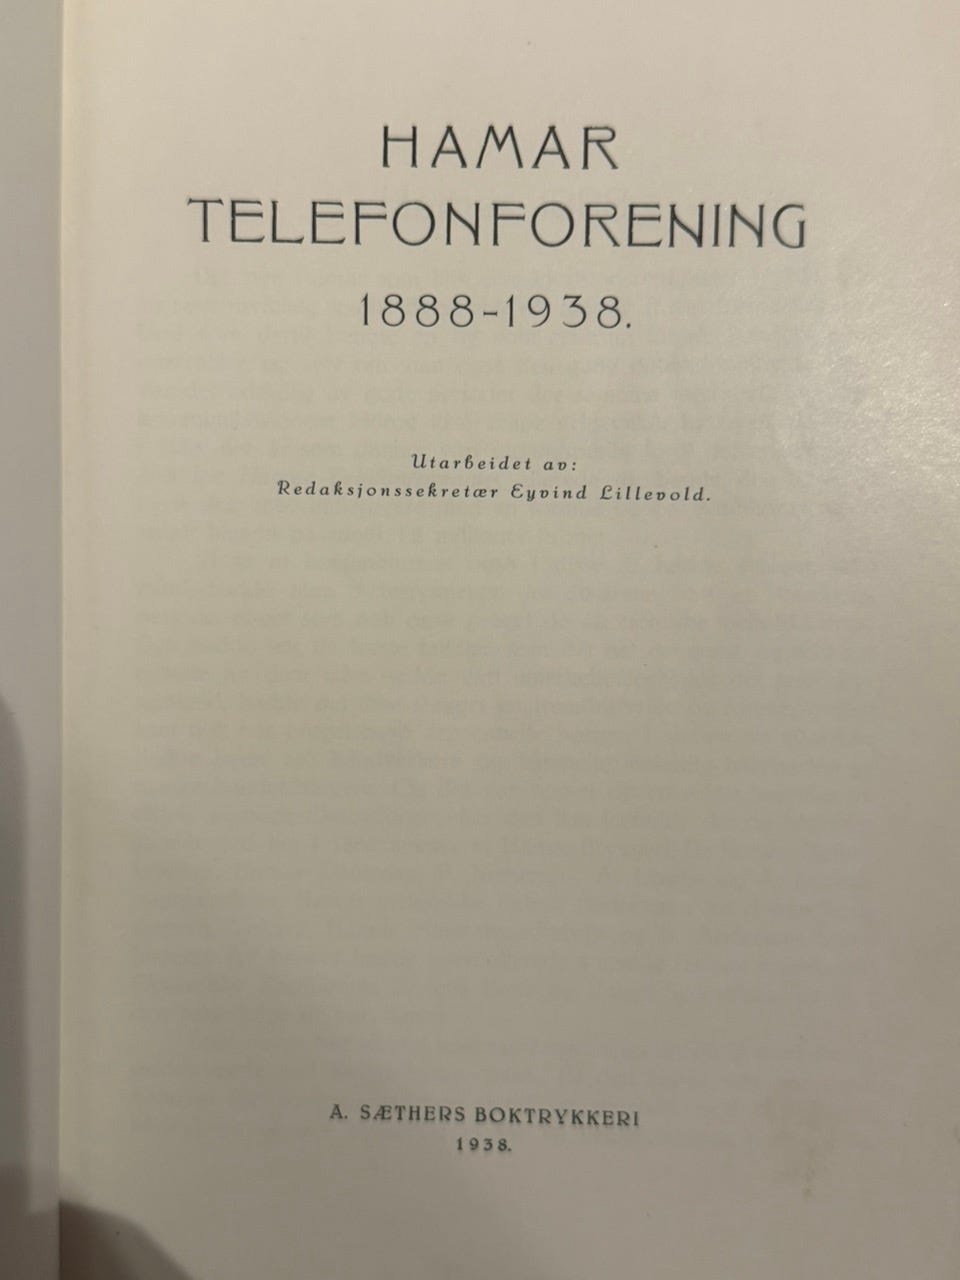 HAMAR
TELEFONFORENING
1888-1938.
Utarbeidet av:
Redaksjonssekretær Eyvind Lillevold.
A. SÆTHERS BOKTRYKKERI
1938.